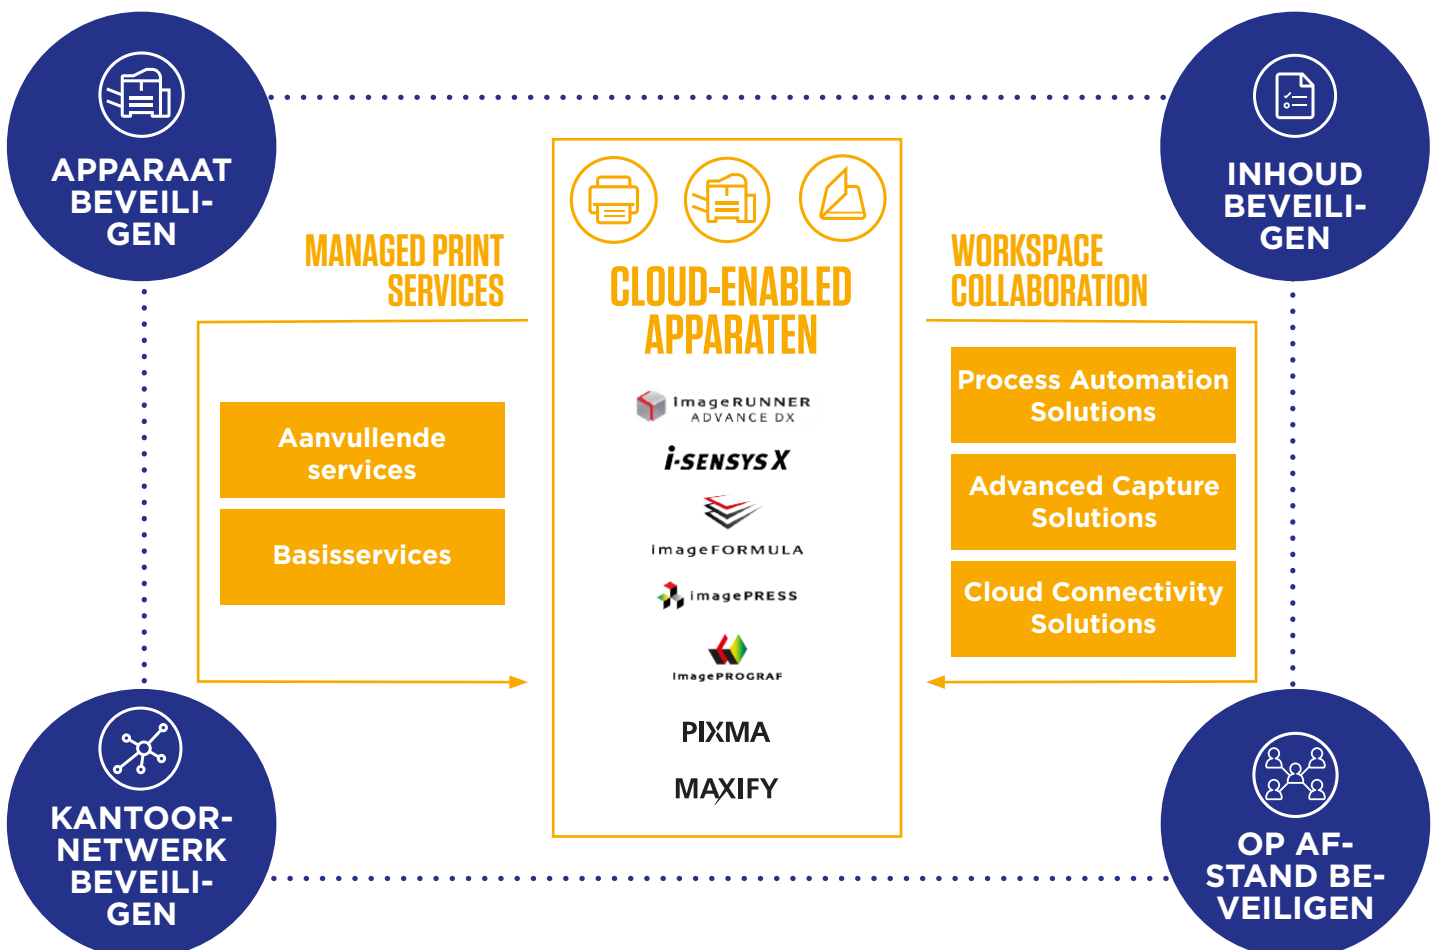 APPARAAT
BEVEILI-
GEN
INHOUD
BEVEILI-
GEN
MANAGED PRINT
SERVICES
Aanvullende
services
Basisservices
CLOUD-ENABLED
APPARATEN
imageRUNNER
ADVANCE DX
i-SENSYS X
imageFORMULA
imagePRESS
imagePROGRAF
PIXMA
MAXIFY
WORKSPACE
COLLABORATION
Process Automation
Solutions
Advanced Capture
Solutions
Cloud Connectivity
Solutions
KANTOOR-
NETWERK
BEVEILI-
GEN
OP AF-
STAND BE-
VEILIGEN